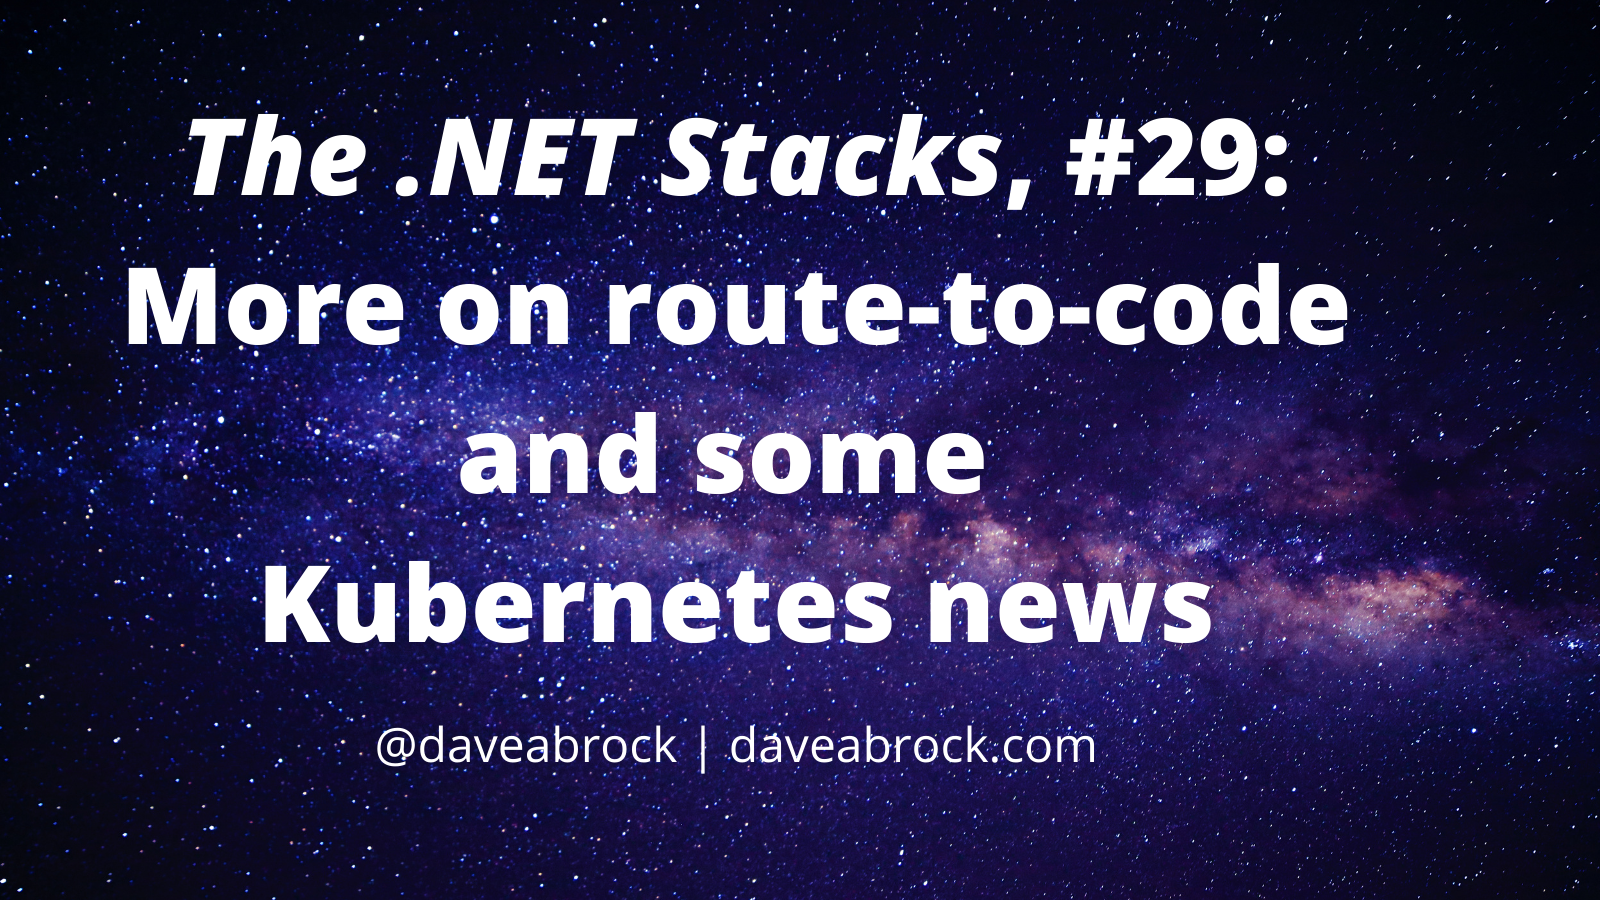 The .NET Stacks, #29:
More on route-to-code
and some
Kubernetes news
@daveabrock | daveabrock.com